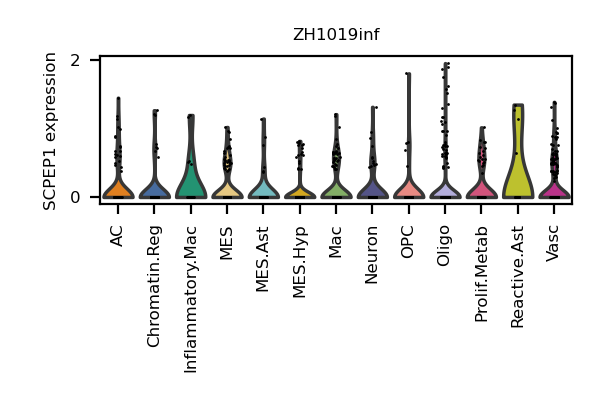 ZH1019inf
SCPEP1 expression
2
0
AC
Chromatin.Reg
Inflammatory.Mac
MES
MES.Ast
MES.Hyp
Mac
Neuron
OPC
Oligo
Prolif.Metab
Reactive.Ast
Vasc